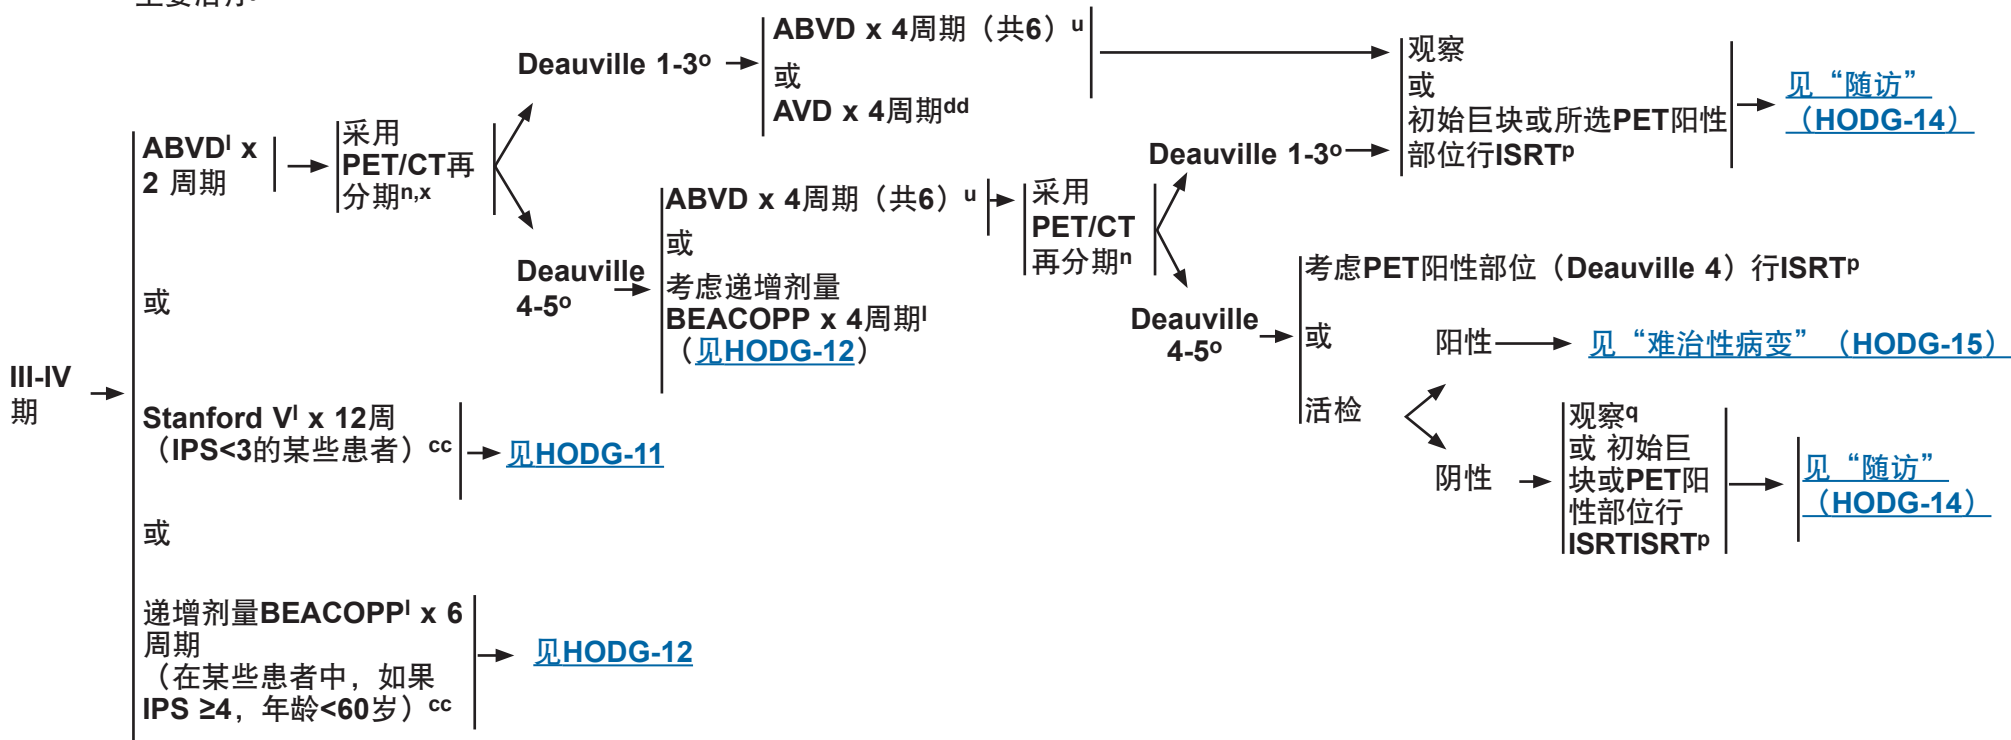 ABVD x 4周期（共6）u
或
AVD x 4周期dd
Deauville 1-3o
观察
或
初始巨块或所选PET阳性
部位行ISRTp
见“随访”
（HODG-14）
ABVDl x
2 周期
采用
PET/CT再
分期n,x
Deauville 1-3o
ABVD x 4周期（共6）u
或
考虑递增剂量
BEACOPP x 4周期l
（见HODG-12）
采用
PET/CT
再分期n
Deauville
4-5o
考虑PET阳性部位（Deauville 4）行ISRTp
或
活检
Deauville
4-5o
阳性
见“难治性病变”（HODG-15）
阴性
观察q
或 初始巨
块或PET阳
性部位行
ISRTISRTp
见“随访”
（HODG-14）
或
III-IV
期
Stanford Vl x 12周
（IPS<3的某些患者）cc
见HODG-11
或
递增剂量BEACOPPl x 6
周期
（在某些患者中，如果
IPS ≥4，年龄<60岁）cc
见HODG-12